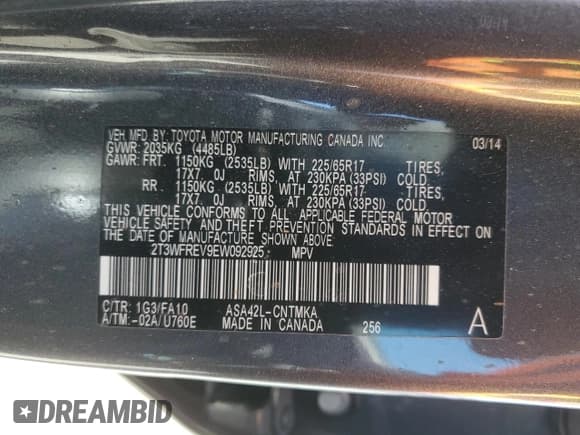 VEH MFD BY: TOYOTA MOTOR MANUFACTURING CANADA INC. 03/14
GVWR: 2035KG (4485LB)
GAWR: FRT. 1150KG (2535LB) WITH 225/65R17 TIRES,
17X7. 0J RIMS, AT 230KPA (33PSI) COLD
RR 1150KG (2535LB) WITH 225/65R17 TIRES,
17X7. 0J RIMS, AT 230KPA (33PSI) COLD.
THIS VEHICLE CONFORMS TO ALL APPLICABLE FEDERAL MOTOR
VEHICLE SAFETY AND THEFT PREVENTION STANDARDS IN EFFECT ON
THE DATE OF MANUFACTURE SHOWN ABOVE.
2T3WFREV9EW092925 MPV
C/TR: 1G3/FA10 ASA42L-CNTMKA
A/TM: -02A/U760E MADE IN CANADA 256 A
DREAMBID